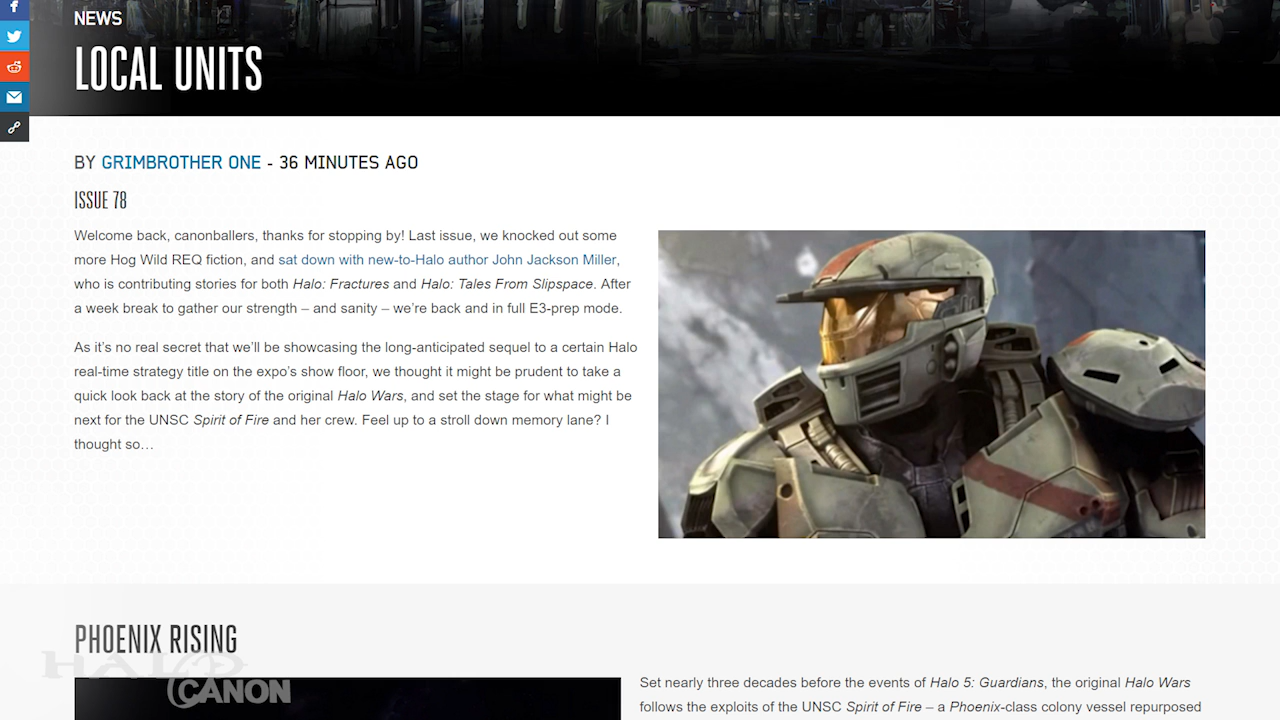 NEWS
LOCAL UNITS
BY GRIMBROTHER ONE - 36 MINUTES AGO
ISSUE 78
Welcome back, canonballers, thanks for stopping by! Last issue, we knocked out some
more Hog Wild REQ fiction, and sat down with new-to-Halo author John Jackson Miller,
who is contributing stories for both Halo: Fractures and Halo: Tales From Slipspace. After
a week break to gather our strength – and sanity – we’re back and in full E3-prep mode.
As it’s no real secret that we’ll be showcasing the long-anticipated sequel to a certain Halo
real-time strategy title on the expo’s show floor, we thought it might be prudent to take a
quick look back at the story of the original Halo Wars, and set the stage for what might be
next for the UNSC Spirit of Fire and her crew. Feel up to a stroll down memory lane? I
thought so…
PHOENIX RISING
HALO
CANON
Set nearly three decades before the events of Halo 5: Guardians, the original Halo Wars
follows the exploits of the UNSC Spirit of Fire – a Phoenix-class colony vessel repurposed